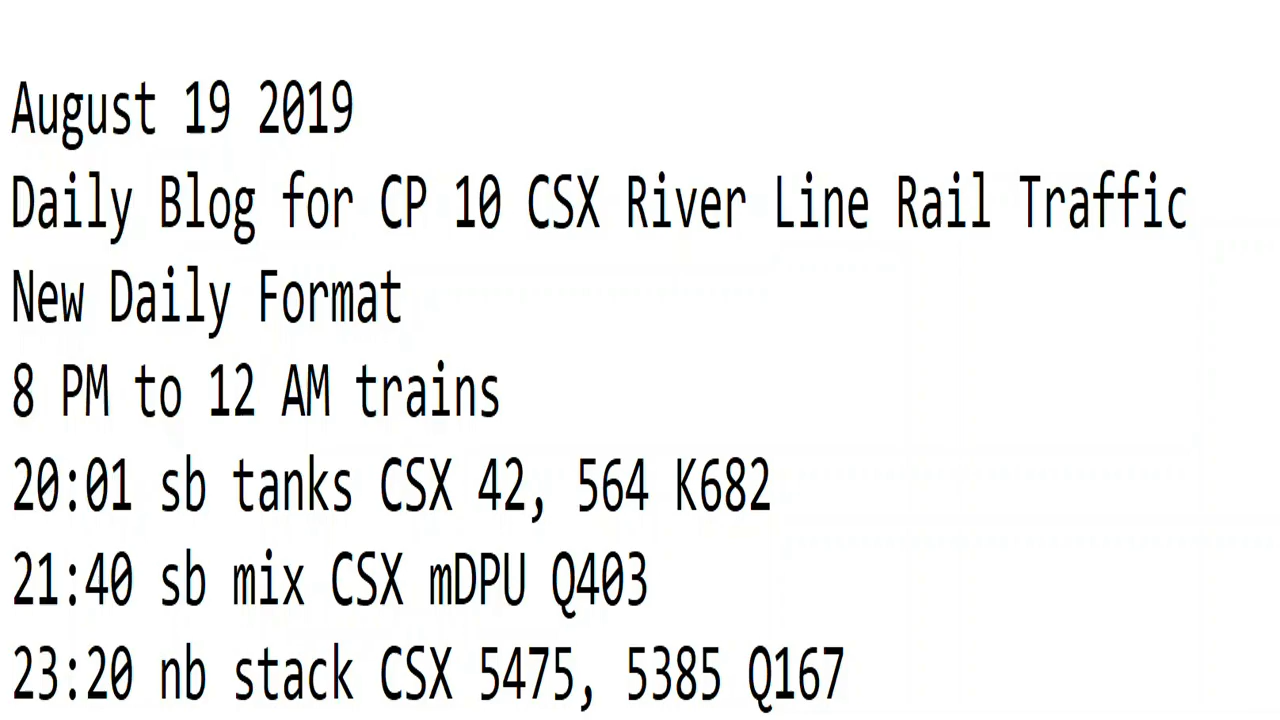 August 19 2019
Daily Blog for CP 10 CSX River Line Rail Traffic
New Daily Format
8 PM to 12 AM trains
20:01 sb tanks CSX 42, 564 K682
21:40 sb mix CSX mDPU Q403
23:20 nb stack CSX 5475, 5385 Q167